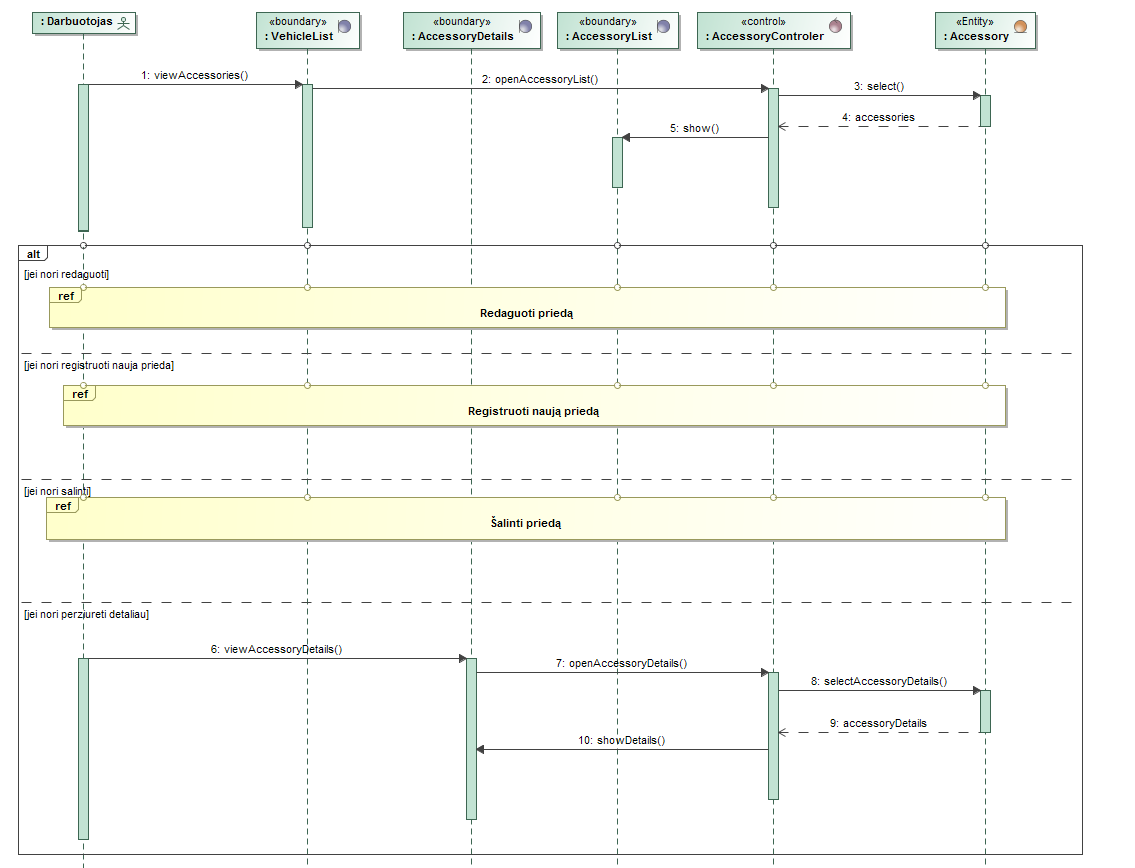 : Darbuotojas
«boundary»
: VehicleList
«boundary»
: AccessoryDetails
«boundary»
: AccessoryList
«control»
: AccessoryControler
«Entity»
: Accessory
1: viewAccessories()
2: openAccessoryList()
3: select()
4: accessories
5: show()
alt
[jei nori redaguoti]
ref
Redaguoti priedą
[jei nori registruoti nauja prieda]
ref
Registruoti naują priedą
[jei nori salinti]
ref
Šalinti priedą
[jei nori perziureti detaliau]
6: viewAccessoryDetails()
7: openAccessoryDetails()
8: selectAccessoryDetails()
9: accessoryDetails
10: showDetails()